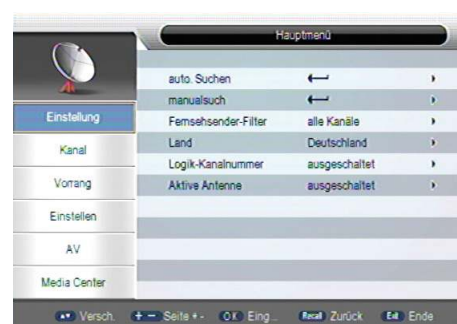 Hauptmenü
auto. Suchen
manualsuch
Fernsehsender-Filter alle Kanäle
Land Deutschland
Logik-Kanalnummer ausgeschaltet
Aktive Antenne ausgeschaltet
Einstellung
Kanal
Vorrang
Einstellen
AV
Media Center
Versch. + - Seite + - OK Eing... Recall Zurück Exit Ende